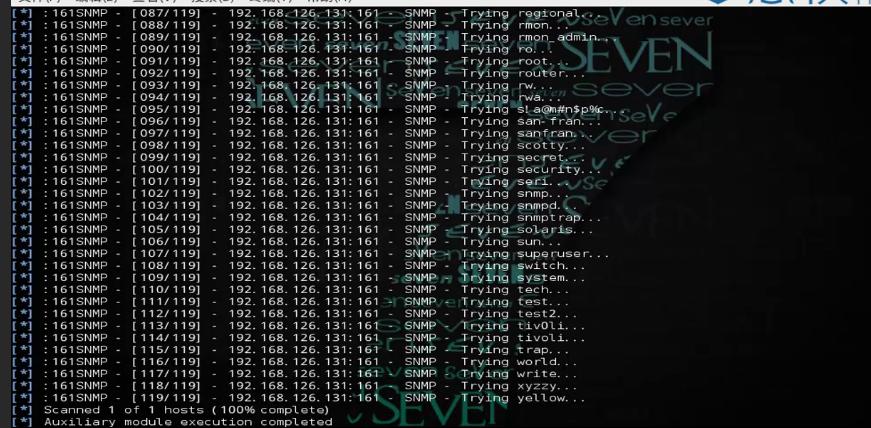 [*] :161SNMP - [087/119] - 192.168.126.131:161 - SNMP - Trying regional...
[*] :161SNMP - [088/119] - 192.168.126.131:161 - SNMP - Trying rmon...
[*] :161SNMP - [089/119] - 192.168.126.131:161 - SNMP - Trying rmon_admin...
[*] :161SNMP - [090/119] - 192.168.126.131:161 - SNMP - Trying ro...
[*] :161SNMP - [091/119] - 192.168.126.131:161 - SNMP - Trying root...
[*] :161SNMP - [092/119] - 192.168.126.131:161 - SNMP - Trying router...
[*] :161SNMP - [093/119] - 192.168.126.131:161 - SNMP - Trying rw...
[*] :161SNMP - [094/119] - 192.168.126.131:161 - SNMP - Trying rwa...
[*] :161SNMP - [095/119] - 192.168.126.131:161 - SNMP - Trying s!a@m#n$p%c...
[*] :161SNMP - [096/119] - 192.168.126.131:161 - SNMP - Trying san-fran...
[*] :161SNMP - [097/119] - 192.168.126.131:161 - SNMP - Trying sanfran...
[*] :161SNMP - [098/119] - 192.168.126.131:161 - SNMP - Trying scotty...
[*] :161SNMP - [099/119] - 192.168.126.131:161 - SNMP - Trying secret...
[*] :161SNMP - [100/119] - 192.168.126.131:161 - SNMP - Trying security...
[*] :161SNMP - [101/119] - 192.168.126.131:161 - SNMP - Trying seri...
[*] :161SNMP - [102/119] - 192.168.126.131:161 - SNMP - Trying snmp...
[*] :161SNMP - [103/119] - 192.168.126.131:161 - SNMP - Trying snmpd...
[*] :161SNMP - [104/119] - 192.168.126.131:161 - SNMP - Trying snmptrap...
[*] :161SNMP - [105/119] - 192.168.126.131:161 - SNMP - Trying solaris...
[*] :161SNMP - [106/119] - 192.168.126.131:161 - SNMP - Trying sun...
[*] :161SNMP - [107/119] - 192.168.126.131:161 - SNMP - Trying superuser...
[*] :161SNMP - [108/119] - 192.168.126.131:161 - SNMP - Trying switch...
[*] :161SNMP - [109/119] - 192.168.126.131:161 - SNMP - Trying system...
[*] :161SNMP - [110/119] - 192.168.126.131:161 - SNMP - Trying tech...
[*] :161SNMP - [111/119] - 192.168.126.131:161 - SNMP - Trying test...
[*] :161SNMP - [112/119] - 192.168.126.131:161 - SNMP - Trying test2...
[*] :161SNMP - [113/119] - 192.168.126.131:161 - SNMP - Trying tiv0li...
[*] :161SNMP - [114/119] - 192.168.126.131:161 - SNMP - Trying tivoli...
[*] :161SNMP - [115/119] - 192.168.126.131:161 - SNMP - Trying trap...
[*] :161SNMP - [116/119] - 192.168.126.131:161 - SNMP - Trying world...
[*] :161SNMP - [117/119] - 192.168.126.131:161 - SNMP - Trying write...
[*] :161SNMP - [118/119] - 192.168.126.131:161 - SNMP - Trying xyzzy...
[*] :161SNMP - [119/119] - 192.168.126.131:161 - SNMP - Trying yellow...
[*] Scanned 1 of 1 hosts (100% complete)
[*] Auxiliary module execution completed
SEVEN